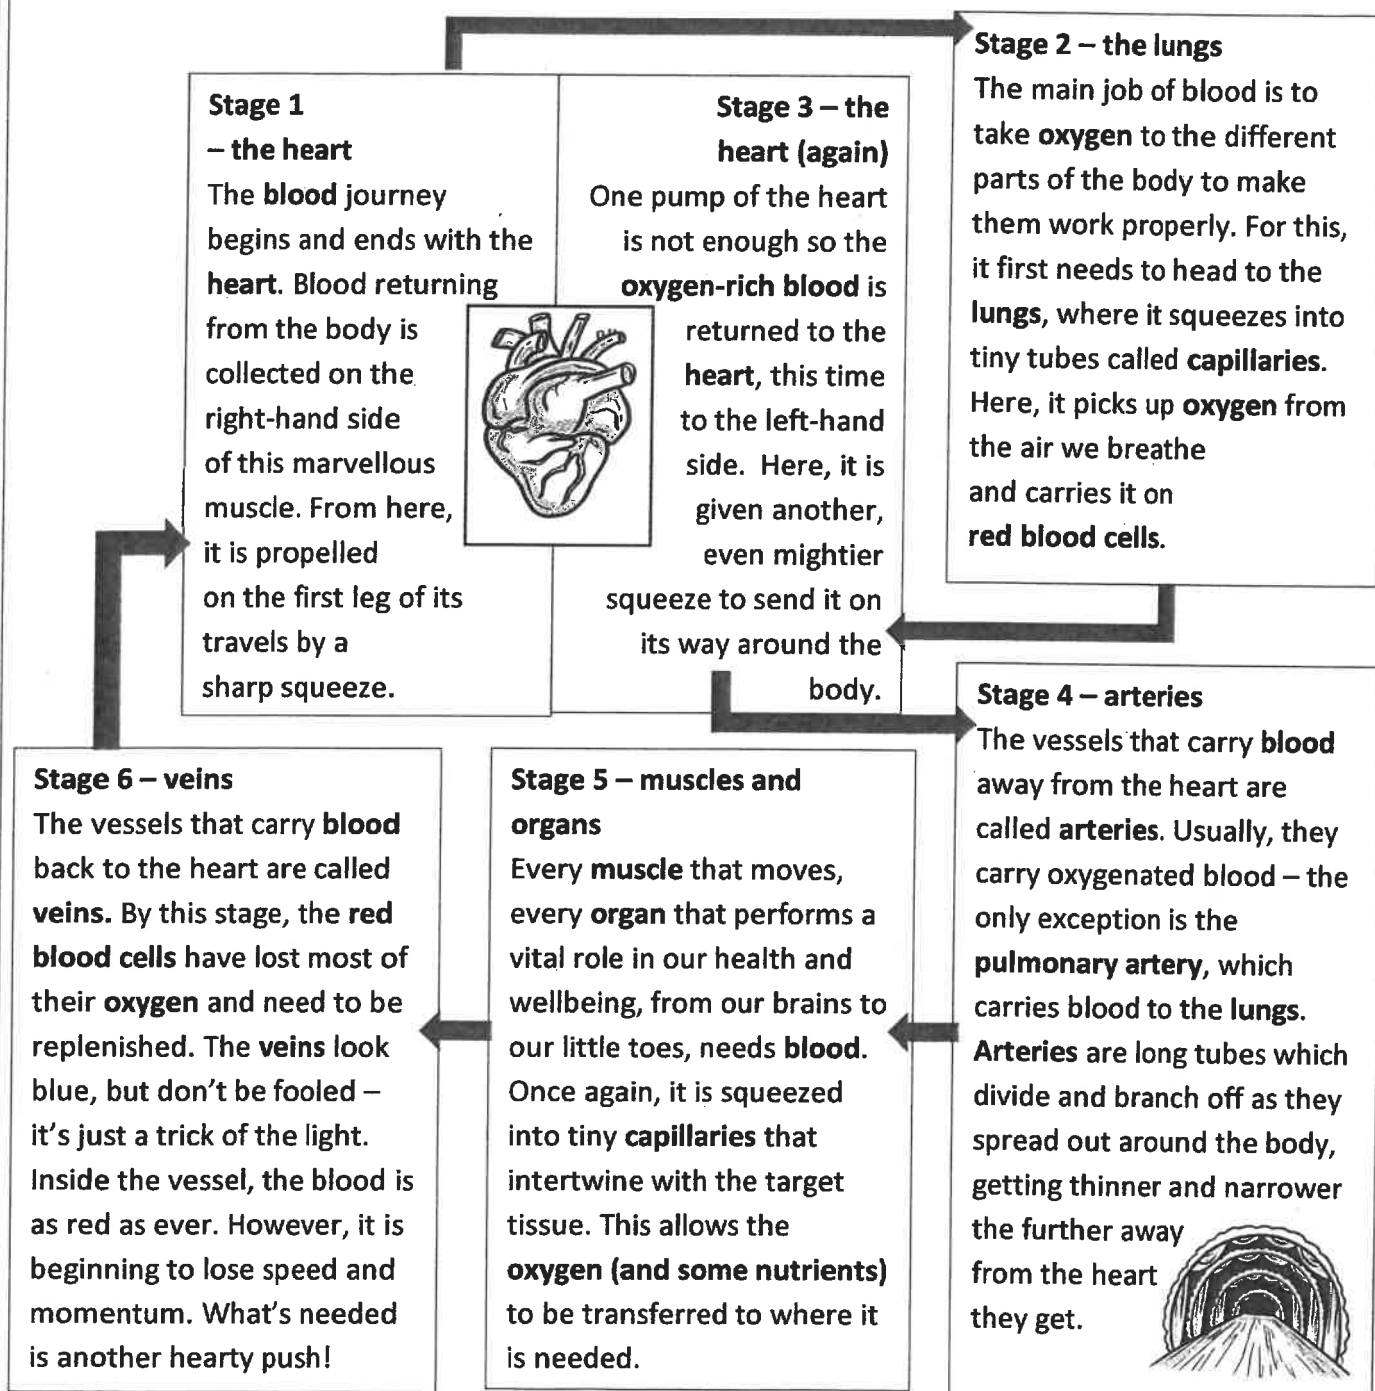 Stage 1
– the heart
The blood journey
begins and ends with the
heart. Blood returning
from the body is
collected on the
right-hand side
of this marvellous
muscle. From here,
it is propelled
on the first leg of its
travels by a
sharp squeeze.
Stage 2 – the lungs
The main job of blood is to
take oxygen to the different
parts of the body to make
them work properly. For this,
it first needs to head to the
lungs, where it squeezes into
tiny tubes called capillaries.
Here, it picks up oxygen from
the air we breathe
and carries it on
red blood cells.
Stage 3 – the
heart (again)
One pump of the heart
is not enough so the
oxygen-rich blood is
returned to the
heart, this time
to the left-hand
side. Here, it is
given another,
even mightier
squeeze to send it on
its way around the
body.
Stage 4 – arteries
The vessels that carry blood
away from the heart are
called arteries. Usually, they
carry oxygenated blood – the
only exception is the
pulmonary artery, which
carries blood to the lungs.
Arteries are long tubes which
divide and branch off as they
spread out around the body,
getting thinner and narrower
the further away
from the heart
they get.
Stage 5 – muscles and
organs
Every muscle that moves,
every organ that performs a
vital role in our health and
wellbeing, from our brains to
our little toes, needs blood.
Once again, it is squeezed
into tiny capillaries that
intertwine with the target
tissue. This allows the
oxygen (and some nutrients)
to be transferred to where it
is needed.
Stage 6 – veins
The vessels that carry blood
back to the heart are called
veins. By this stage, the red
blood cells have lost most of
their oxygen and need to be
replenished. The veins look
blue, but don't be fooled –
it's just a trick of the light.
Inside the vessel, the blood is
as red as ever. However, it is
beginning to lose speed and
momentum. What's needed
is another hearty push!